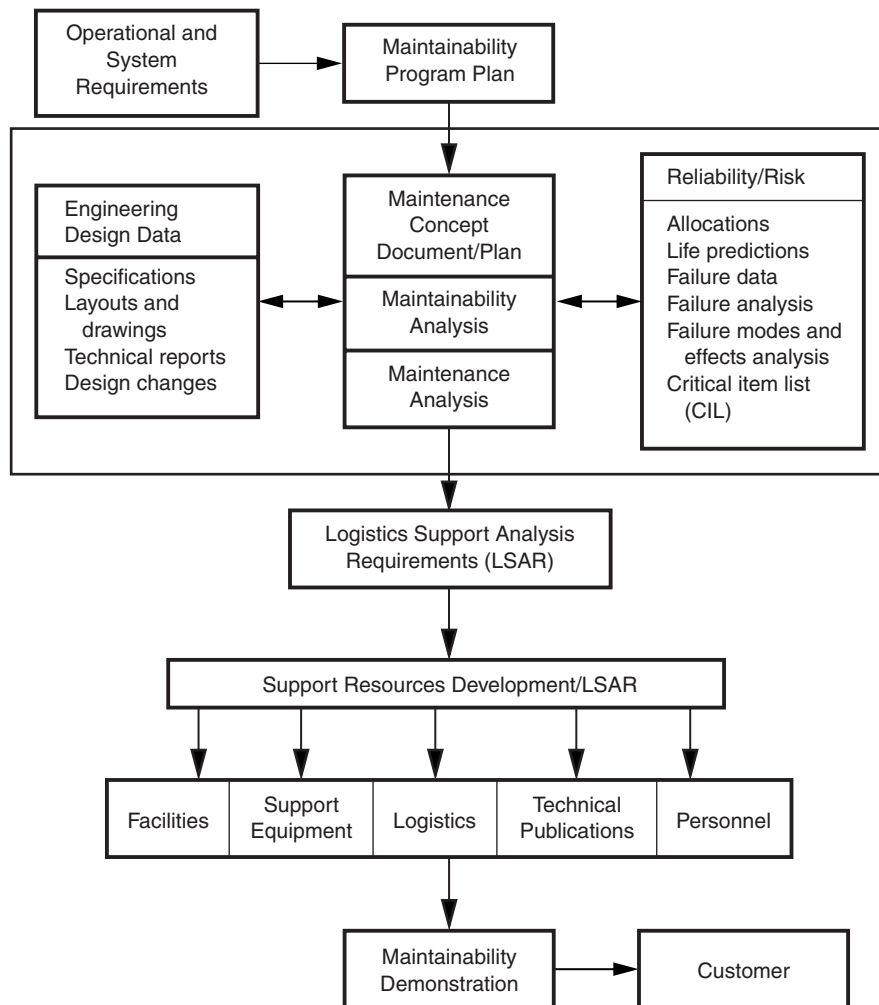 Operational and
System
Requirements
Maintainability
Program Plan
Engineering
Design Data
Specifications
Layouts and
drawings
Technical reports
Design changes
Maintenance
Concept
Document/Plan
Maintainability
Analysis
Maintenance
Analysis
Reliability/Risk
Allocations
Life predictions
Failure data
Failure analysis
Failure modes and
effects analysis
Critical item list
(CIL)
Logistics Support Analysis
Requirements (LSAR)
Support Resources Development/LSAR
Facilities
Support
Equipment
Logistics
Technical
Publications
Personnel
Maintainability
Demonstration
Customer